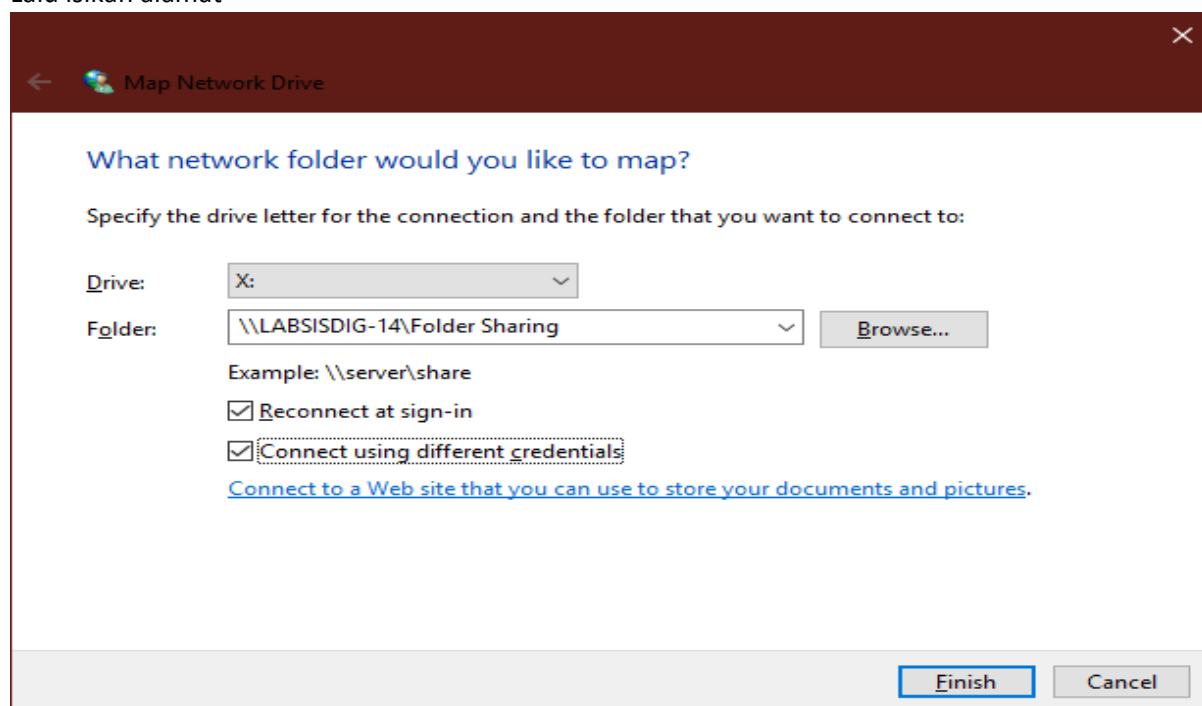 Lalu isikan alamat
Map Network Drive
What network folder would you like to map?
Specify the drive letter for the connection and the folder that you want to connect to:
Drive: X:
Folder: \\LABSISDIG-14\Folder Sharing Browse...
Example: \\server\share
Reconnect at sign-in
Connect using different credentials
Connect to a Web site that you can use to store your documents and pictures.
Finish Cancel